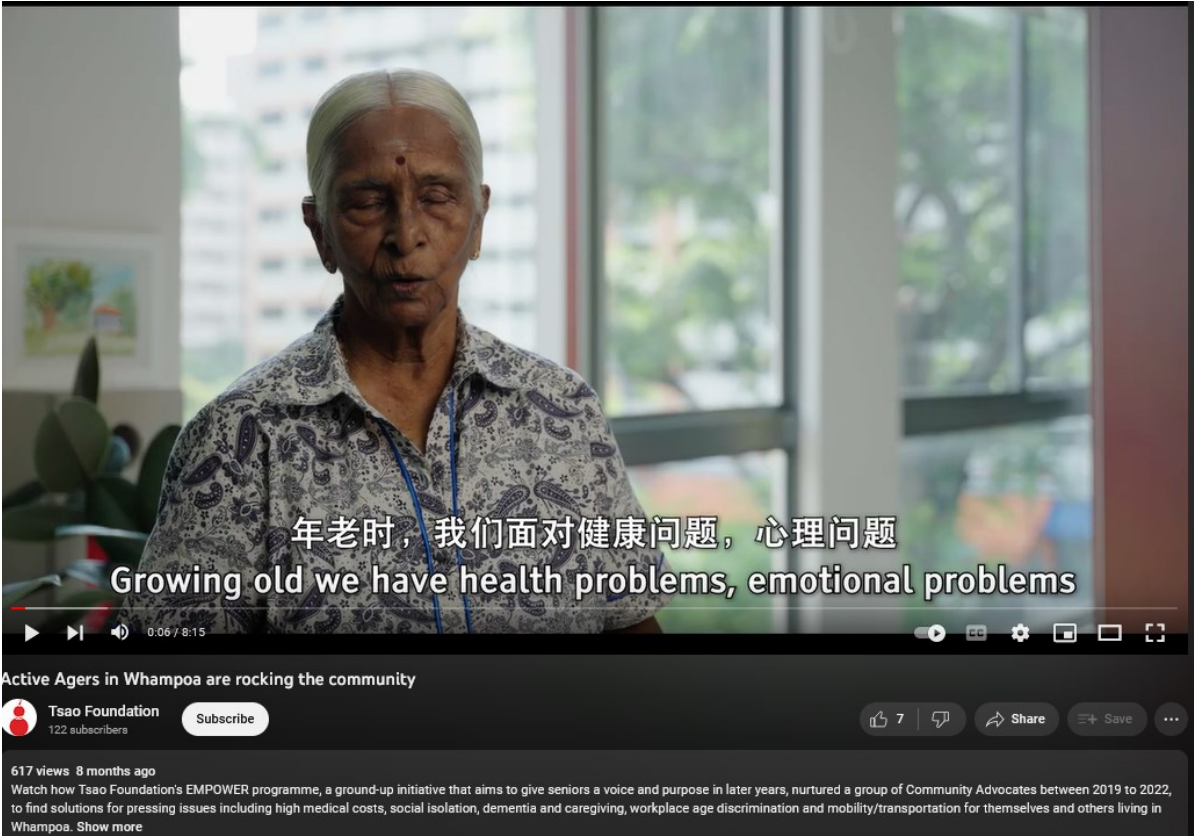 年老时，我们面对健康问题，心理问题
Growing old we have health problems, emotional problems
0:06 / 8:15
CC
Active Agers in Whampoa are rocking the community
Tsao Foundation
122 subscribers
Subscribe
7
Share
Save
617 views 8 months ago
Watch how Tsao Foundation's EMPOWER programme, a ground-up initiative that aims to give seniors a voice and purpose in later years, nurtured a group of Community Advocates between 2019 to 2022,
to find solutions for pressing issues including high medical costs, social isolation, dementia and caregiving, workplace age discrimination and mobility/transportation for themselves and others living in
Whampoa. Show more